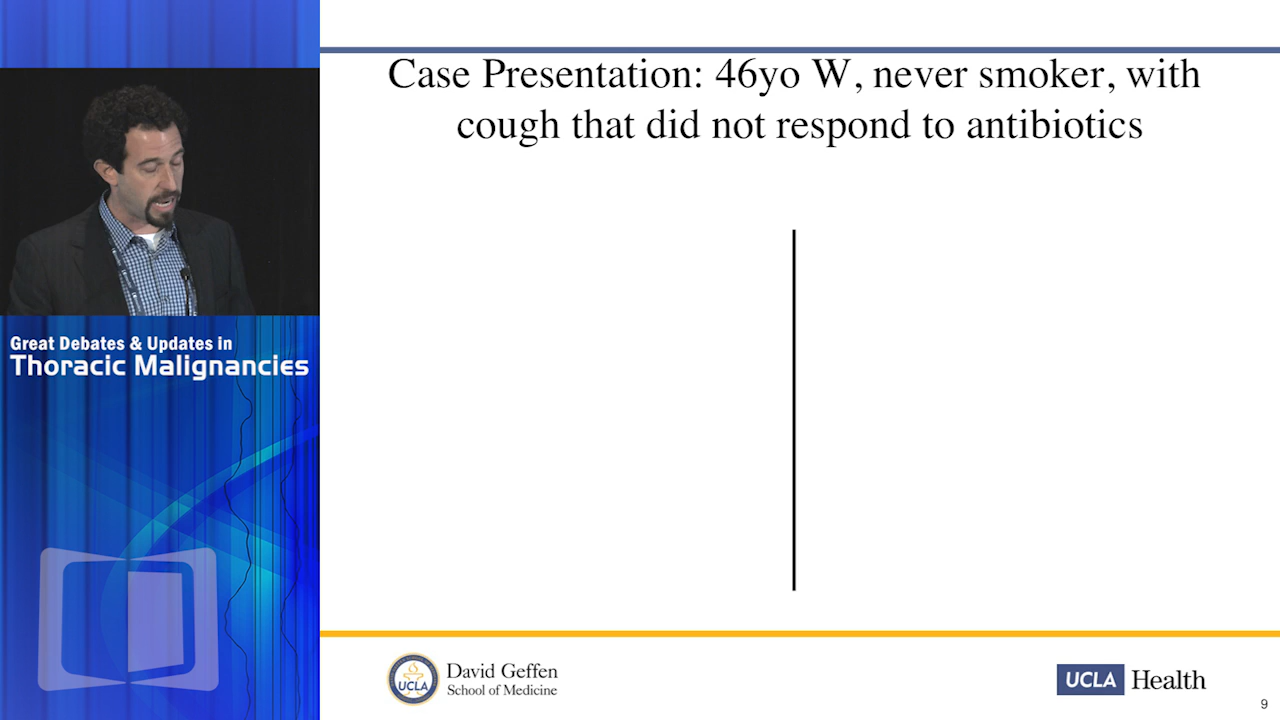 Case Presentation: 46yo W, never smoker, with
cough that did not respond to antibiotics
Great Debates & Updates in
Thoracic Malignancies
UCLA
David Geffen
School of Medicine
UCLA Health
9